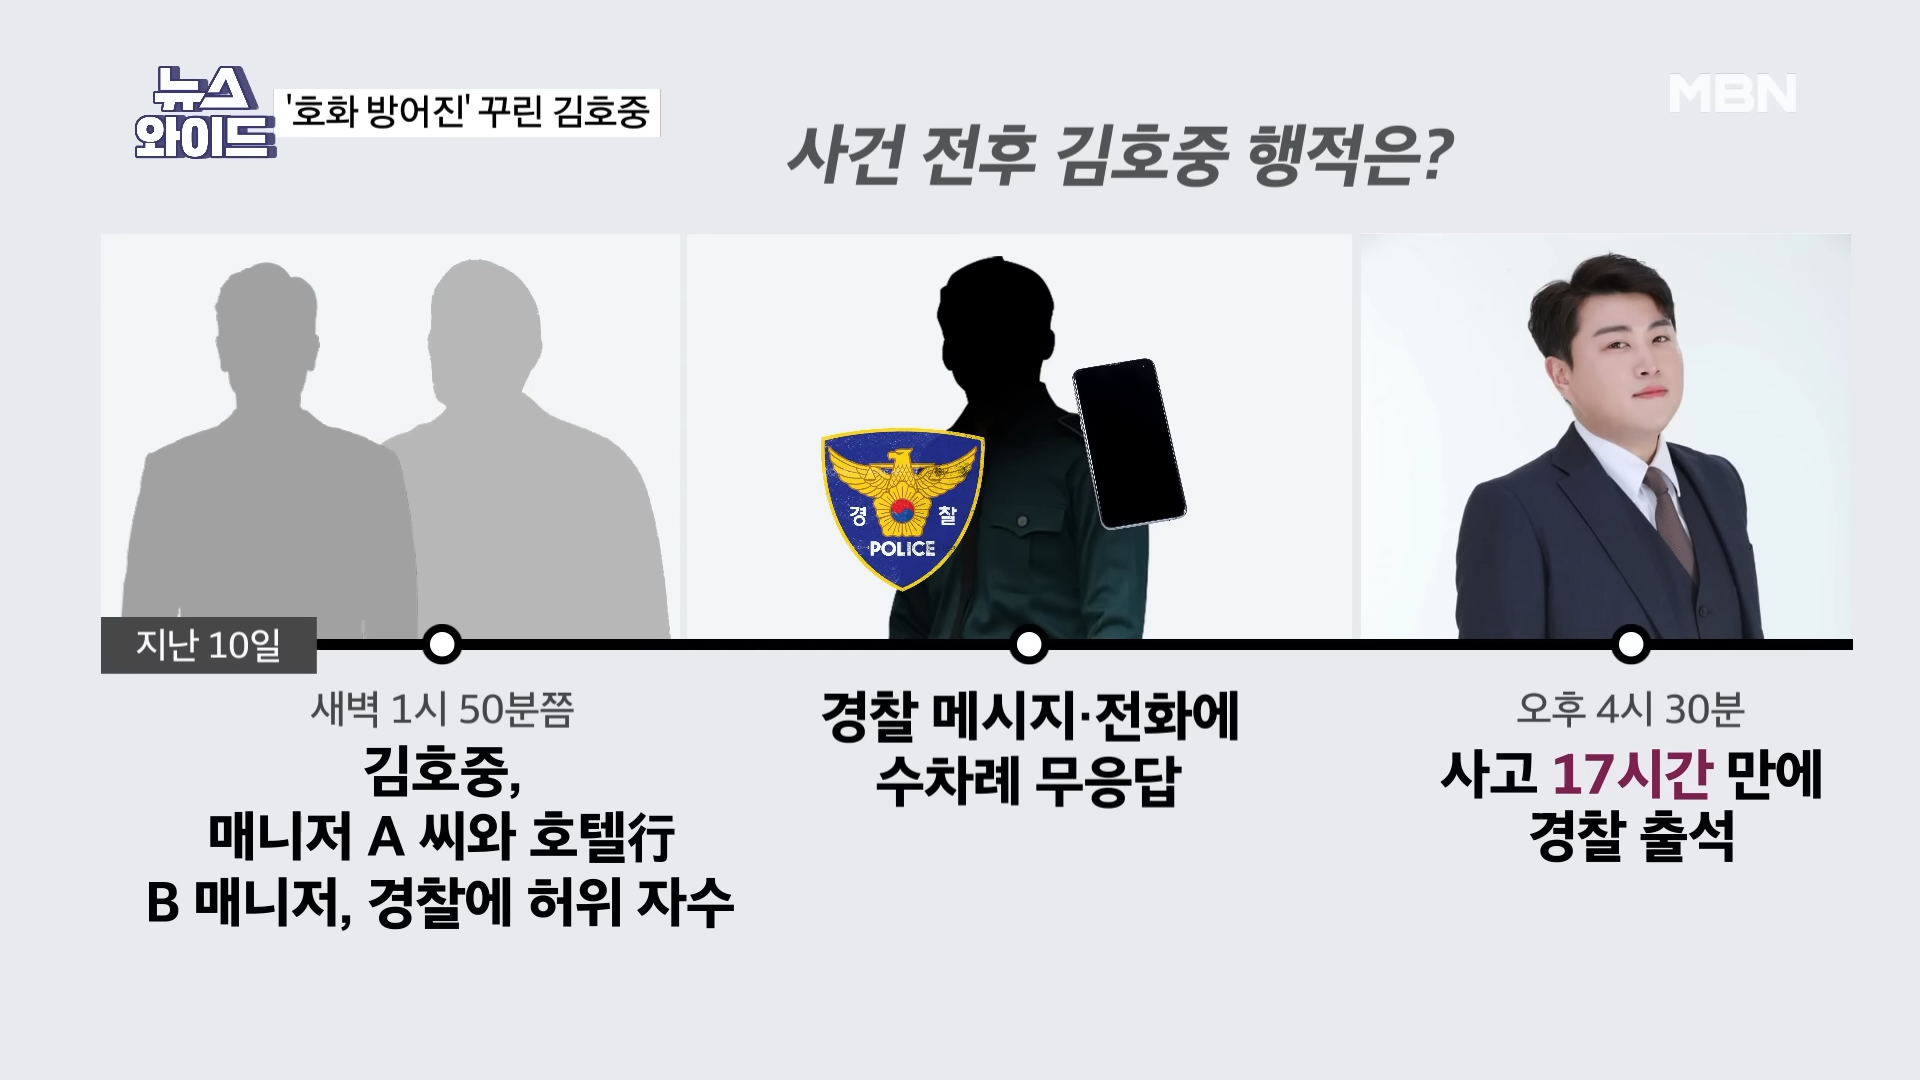 뉴스
와이드
'호화 방어진' 꾸린 김호중
MBN
사건 전후 김호중 행적은?
경 찰
POLICE
지난 10일
새벽 1시 50분쯤
김호중,
매니저 A 씨와 호텔行
B 매니저, 경찰에 허위 자수
경찰 메시지·전화에
수차례 무응답
오후 4시 30분
사고 17시간 만에
경찰 출석